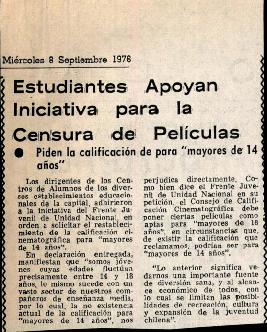 Miércoles 8 Septiembre 1976
Estudiantes Apoyan
Iniciativa para la
Censura de Películas
● Piden la calificación de para "mayores de 14
años"
Los dirigentes de los Cen-
tros de Alumnos de los diver-
sos establecimientos educacio-
nales de la capital, adhirieron
a la iniciativa del Frente Ju-
venil de Unidad Nacional, en
orden a solicitar el restableci-
miento de la calificación ci-
nematográfica para "mayores
de 14 años".
En declaración entregada,
manifiestan que "somos jóve-
nes cuyas edades fluctúan
precisamente entre 14 y 18
años, lo mismo sucede con un
vasto sector de nuestros com-
pañeros de enseñanza media,
por lo cual, la no existencia
actual de la calificación para
"mayores de 14 años", nos
perjudica directamente. Co-
mo bien dice el Frente Juve-
nil de Unidad Nacional en su
petición, el Consejo de Califi-
cación Cinematográfica debe
poner ciertas películas como
aptas para "mayores de 18
años", en circunstancias que
de existir la calificación que
reclamamos, podrían ser para
"mayores de 14 años".
"Lo anterior significa ve-
darnos una importante fuente
de diversión sana, y al alcan-
ce económico de todos, con
lo cual se limitan las posibili-
dades de recreación, cultura
y expansión de la juventud
chilena".